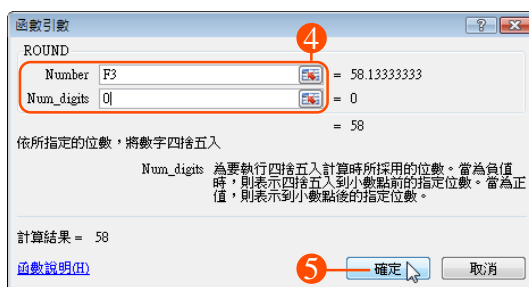 函數引數
ROUND
4
Number F3 = 58.13333333
Num_digits 0 = 0
= 58
依所指定的位數，將數字四捨五入
Num_digits 為要執行四捨五入計算時所採用的位數。當為負值
時，則表示四捨五入到小數點前的指定位數。當為正
值，則表示到小數點後的指定位數。
計算結果 = 58
函數說明(H)
5
確定
取消